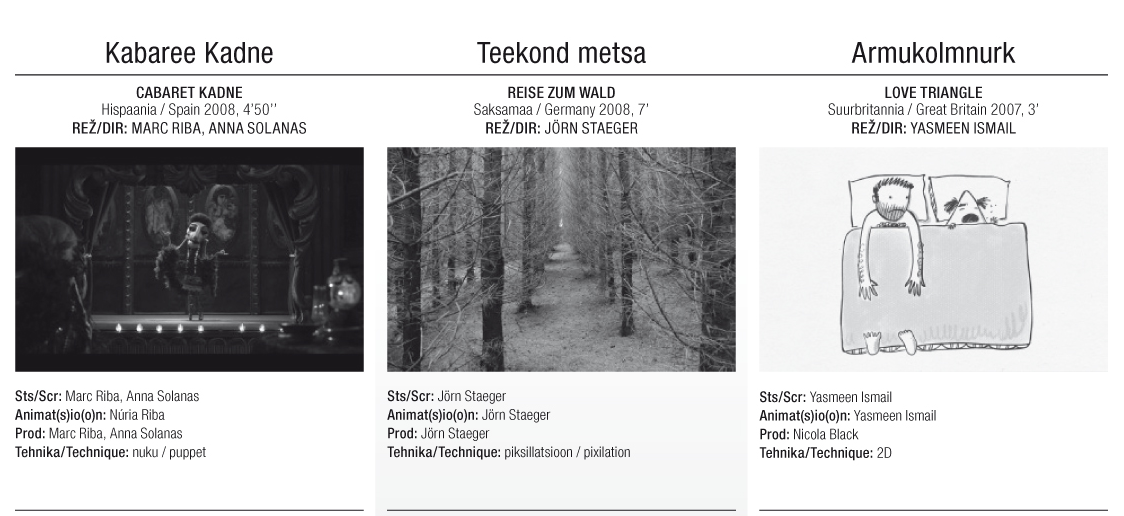 Kabaree Kadne
CABARET KADNE
Hispaania / Spain 2008, 4’50’’
REŽ/DIR: MARC RIBA, ANNA SOLANAS
Sts/Scr: Marc Riba, Anna Solanas
Animat(s)io(o)n: Núria Riba
Prod: Marc Riba, Anna Solanas
Tehnika/Technique: nuku / puppet
Teekond metsa
REISE ZUM WALD
Saksamaa / Germany 2008, 7’
REŽ/DIR: JÖRN STAEGER
Sts/Scr: Jörn Staeger
Animat(s)io(o)n: Jörn Staeger
Prod: Jörn Staeger
Tehnika/Technique: piksillatsioon / pixilation
Armukolmnurk
LOVE TRIANGLE
Suurbritannia / Great Britain 2007, 3’
REŽ/DIR: YASMEEN ISMAIL
Sts/Scr: Yasmeen Ismail
Animat(s)io(o)n: Yasmeen Ismail
Prod: Nicola Black
Tehnika/Technique: 2D